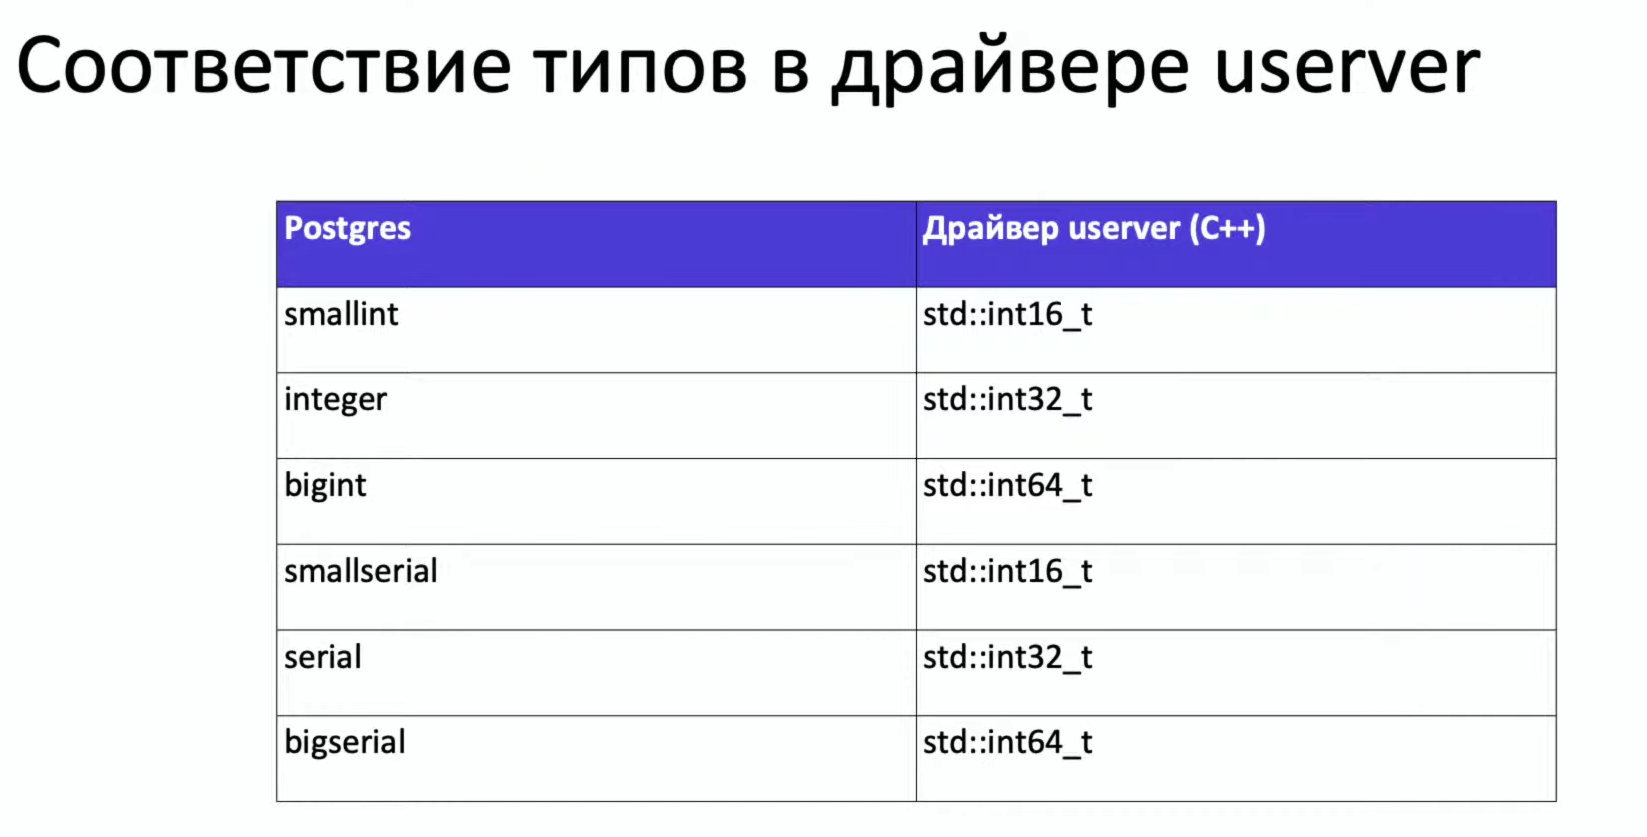 Соответствие типов в драйвере userver
Postgres Драйвер userver (C++)
smallint std::int16_t
integer std::int32_t
bigint std::int64_t
smallserial std::int16_t
serial std::int32_t
bigserial std::int64_t